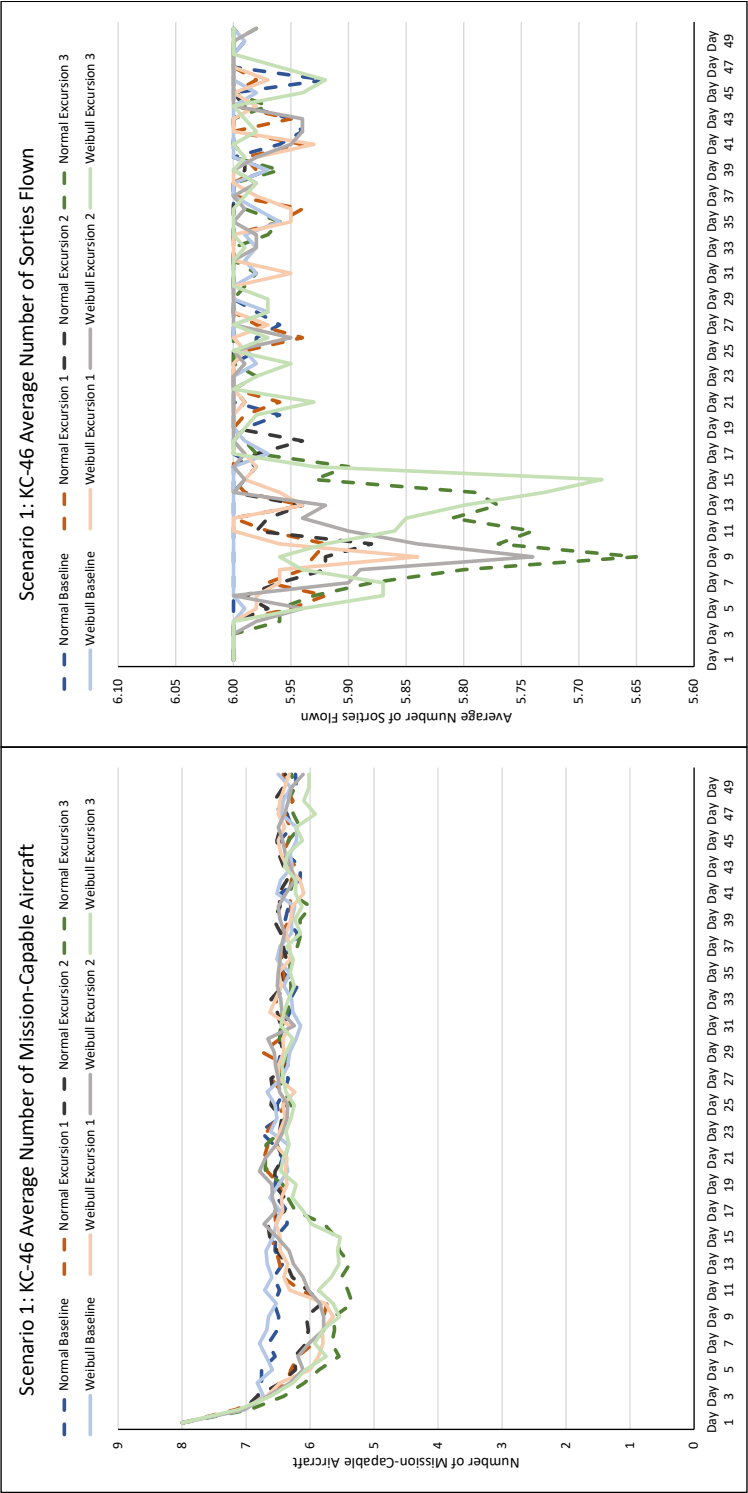 Scenario 1: KC-46 Average Number of Mission-Capable Aircraft
Normal Baseline Normal Excursion 1 Normal Excursion 2 Normal Excursion 3
Weibull Baseline Weibull Excursion 1 Weibull Excursion 2 Weibull Excursion 3
Number of Mission-Capable Aircraft
9
8
7
6
5
4
3
2
1
0
Day Day Day Day Day Day Day Day Day Day Day Day Day Day Day Day Day Day Day Day Day Day Day Day Day
1 3 5 7 9 11 13 15 17 19 21 23 25 27 29 31 33 35 37 39 41 43 45 47 49
Scenario 1: KC-46 Average Number of Sorties Flown
Normal Baseline Normal Excursion 1 Normal Excursion 2 Normal Excursion 3
Weibull Baseline Weibull Excursion 1 Weibull Excursion 2 Weibull Excursion 3
Average Number of Sorties Flown
6.10
6.05
6.00
5.95
5.90
5.85
5.80
5.75
5.70
5.65
5.60
Day Day Day Day Day Day Day Day Day Day Day Day Day Day Day Day Day Day Day Day Day Day Day Day Day
1 3 5 7 9 11 13 15 17 19 21 23 25 27 29 31 33 35 37 39 41 43 45 47 49